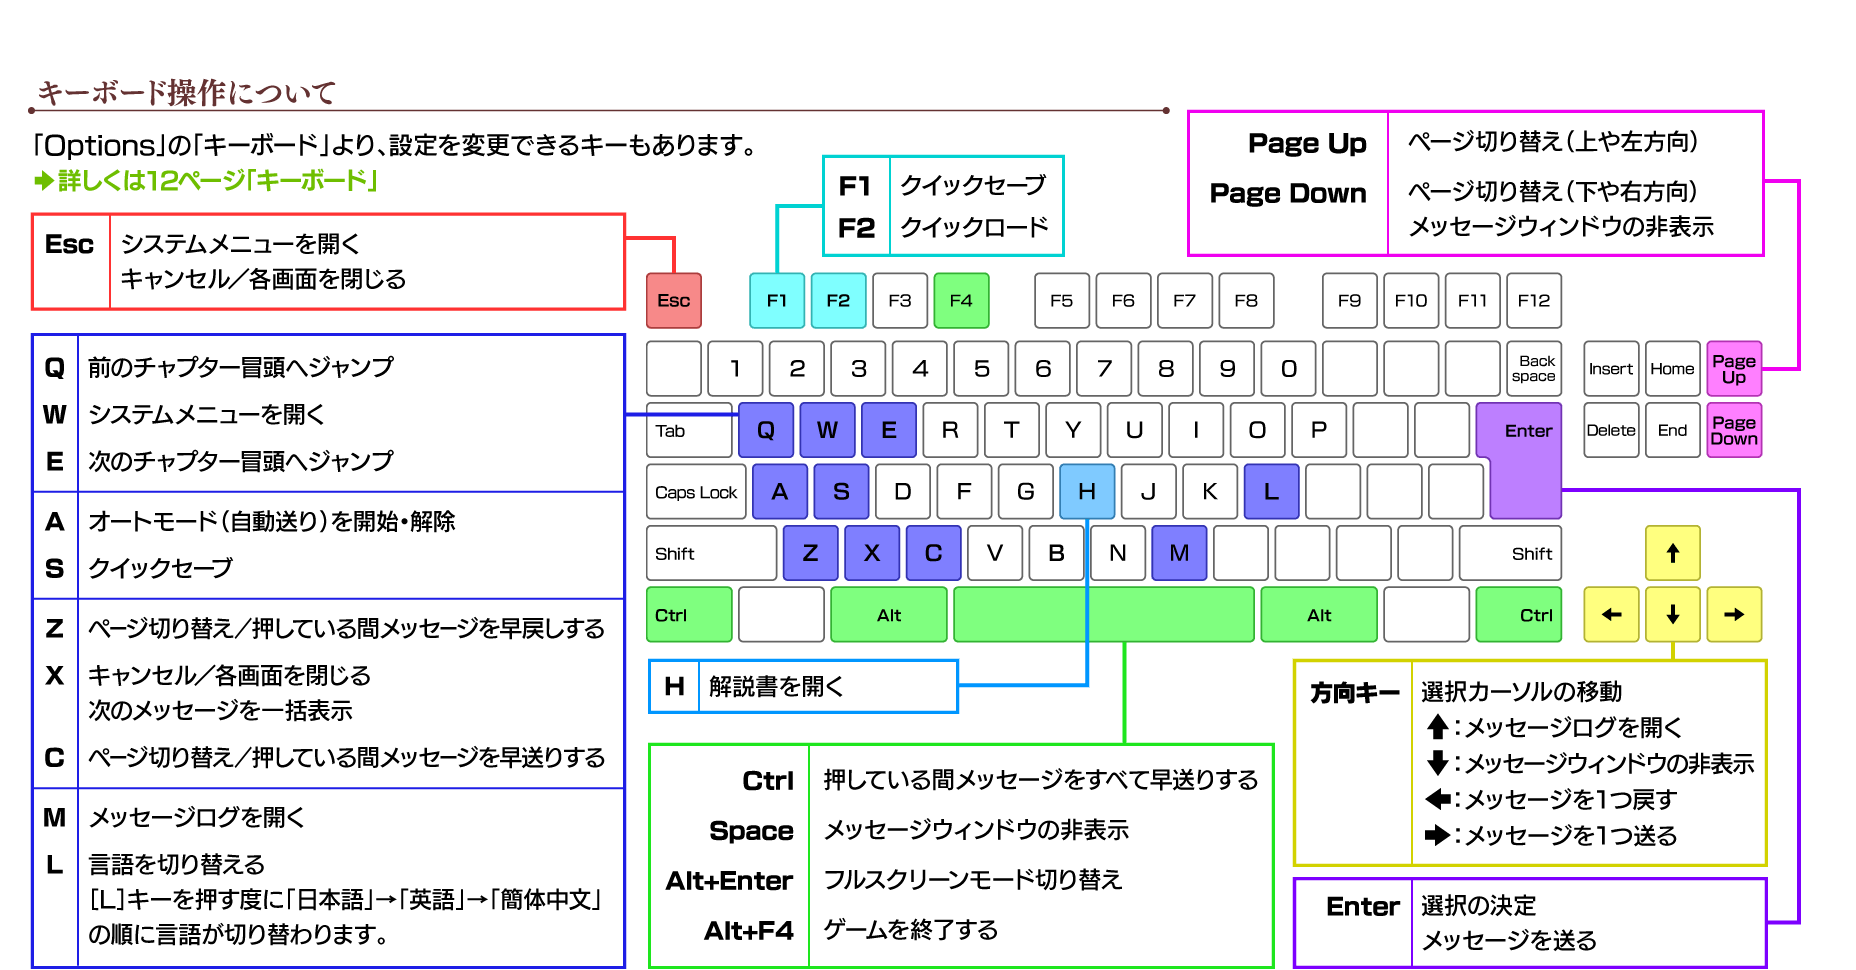 キーボード操作について
「Options」の「キーボード」より、設定を変更できるキーもあります。
➡詳しくは12ページ「キーボード」
Esc システムメニューを開く
キャンセル／各画面を閉じる
F1 クイックセーブ
F2 クイックロード
Page Up ページ切り替え（上や左方向）
Page Down ページ切り替え（下や右方向）
メッセージウィンドウの非表示
Q 前のチャプター冒頭へジャンプ
W システムメニューを開く
E 次のチャプター冒頭へジャンプ
A オートモード（自動送り）を開始・解除
S クイックセーブ
Z ページ切り替え／押している間メッセージを早戻しする
X キャンセル／各画面を閉じる
次のメッセージを一括表示
C ページ切り替え／押している間メッセージを早送りする
M メッセージログを開く
L 言語を切り替える
［L］キーを押す度に「日本語」→「英語」→「簡体中文」
の順に言語が切り替わります。
Esc F1 F2 F3 F4 F5 F6 F7 F8 F9 F10 F11 F12
1 2 3 4 5 6 7 8 9 0 Back space Insert Home Page Up
Tab Q W E R T Y U I O P Enter Delete End Page Down
Caps Lock A S D F G H J K L
Shift Z X C V B N M Shift ↑
Ctrl Alt Alt Ctrl ← ↓ →
H 解説書を開く
Ctrl 押している間メッセージをすべて早送りする
Space メッセージウィンドウの非表示
Alt+Enter フルスクリーンモード切り替え
Alt+F4 ゲームを終了する
方向キー 選択カーソルの移動
⬆：メッセージログを開く
⬇：メッセージウィンドウの非表示
⬅：メッセージを1つ戻す
➡：メッセージを1つ送る
Enter 選択の決定
メッセージを送る